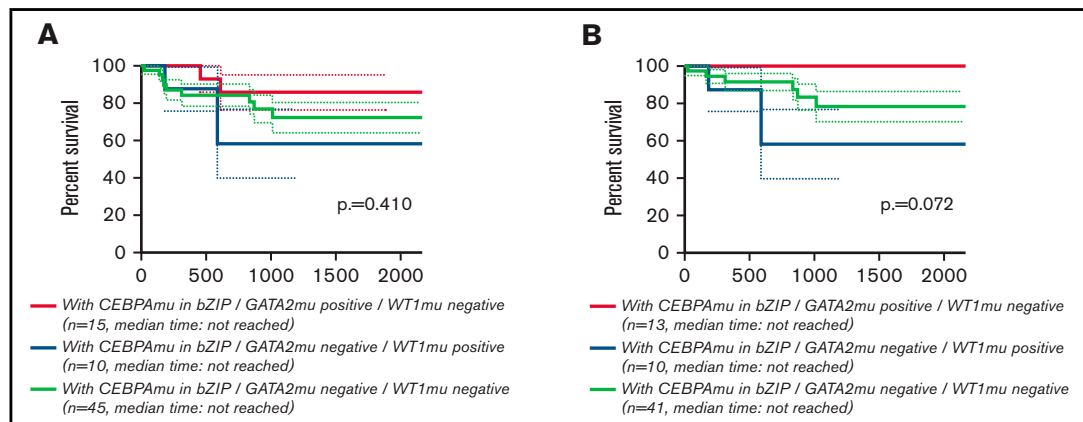 A
Percent survival
100
80
60
40
20
0
p.=0.410
0 500 1000 1500 2000
With CEBPAmu in bZIP / GATA2mu positive / WT1mu negative
(n=15, median time: not reached)
With CEBPAmu in bZIP / GATA2mu negative / WT1mu positive
(n=10, median time: not reached)
With CEBPAmu in bZIP / GATA2mu negative / WT1mu negative
(n=45, median time: not reached)
B
Percent survival
100
80
60
40
20
0
p.=0.072
0 500 1000 1500 2000
With CEBPAmu in bZIP / GATA2mu positive / WT1mu negative
(n=13, median time: not reached)
With CEBPAmu in bZIP / GATA2mu negative / WT1mu positive
(n=10, median time: not reached)
With CEBPAmu in bZIP / GATA2mu negative / WT1mu negative
(n=41, median time: not reached)